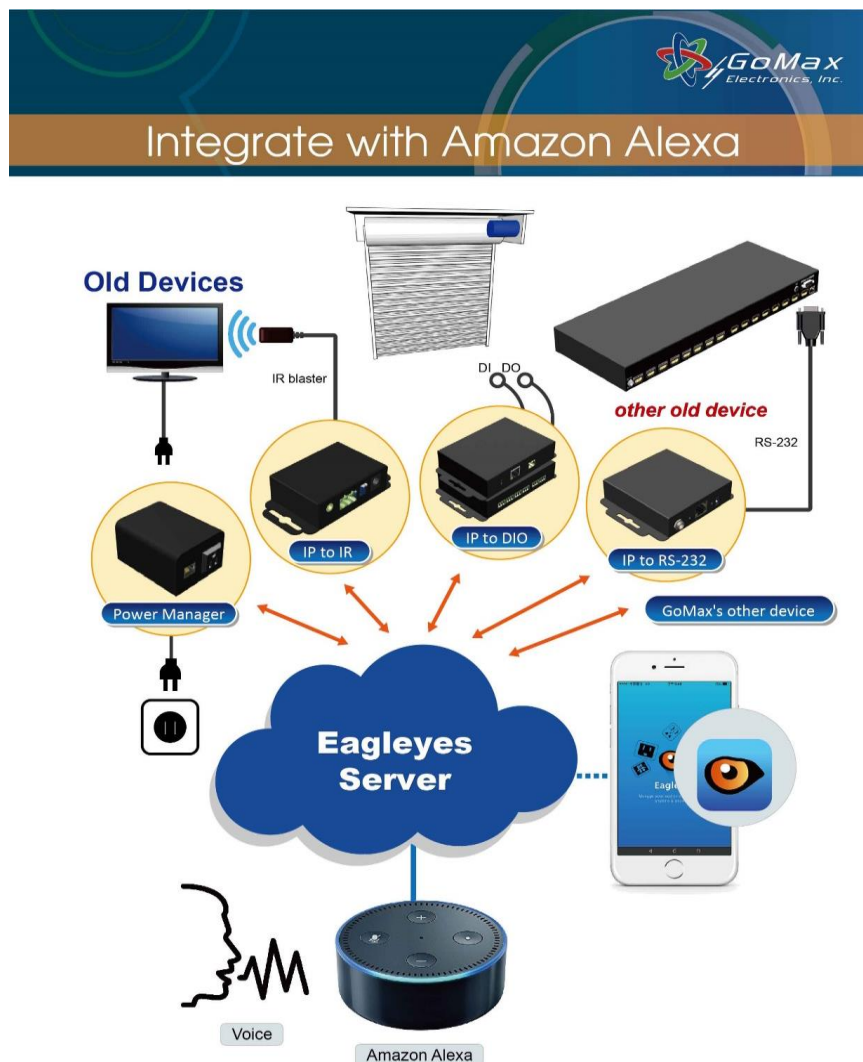 GoMax
Electronics, Inc.
Integrate with Amazon Alexa
Old Devices
IR blaster
DI DO
other old device
RS-232
IP to IR
IP to DIO
IP to RS-232
Power Manager
GoMax's other device
Eagleyes
Server
Eagle
Voice
Amazon Alexa